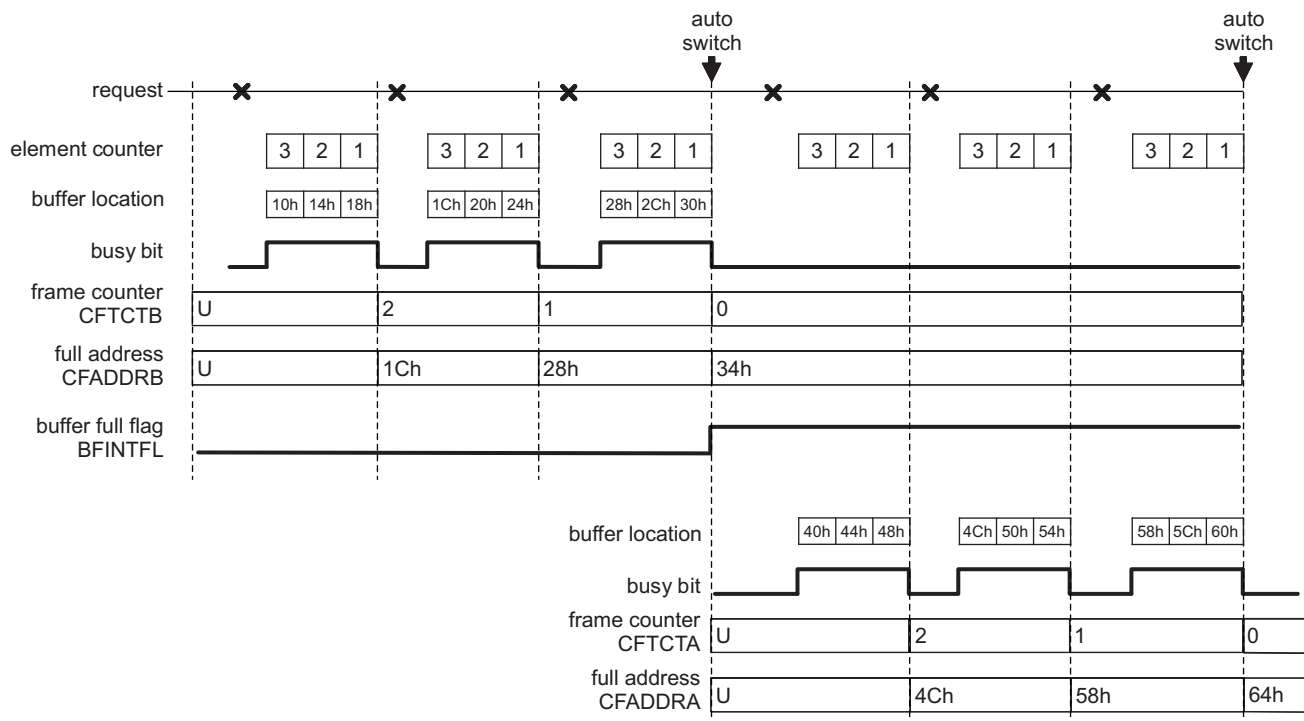 auto
switch
auto
switch
request
element counter 3 2 1 3 2 1 3 2 1 3 2 1 3 2 1 3 2 1
buffer location 10h 14h 18h 1Ch 20h 24h 28h 2Ch 30h
busy bit
frame counter
CFTCTB U 2 1 0
full address
CFADDRB U 1Ch 28h 34h
buffer full flag
BFINTFL
buffer location 40h 44h 48h 4Ch 50h 54h 58h 5Ch 60h
busy bit
frame counter
CFTCTA U 2 1 0
full address
CFADDRA U 4Ch 58h 64h